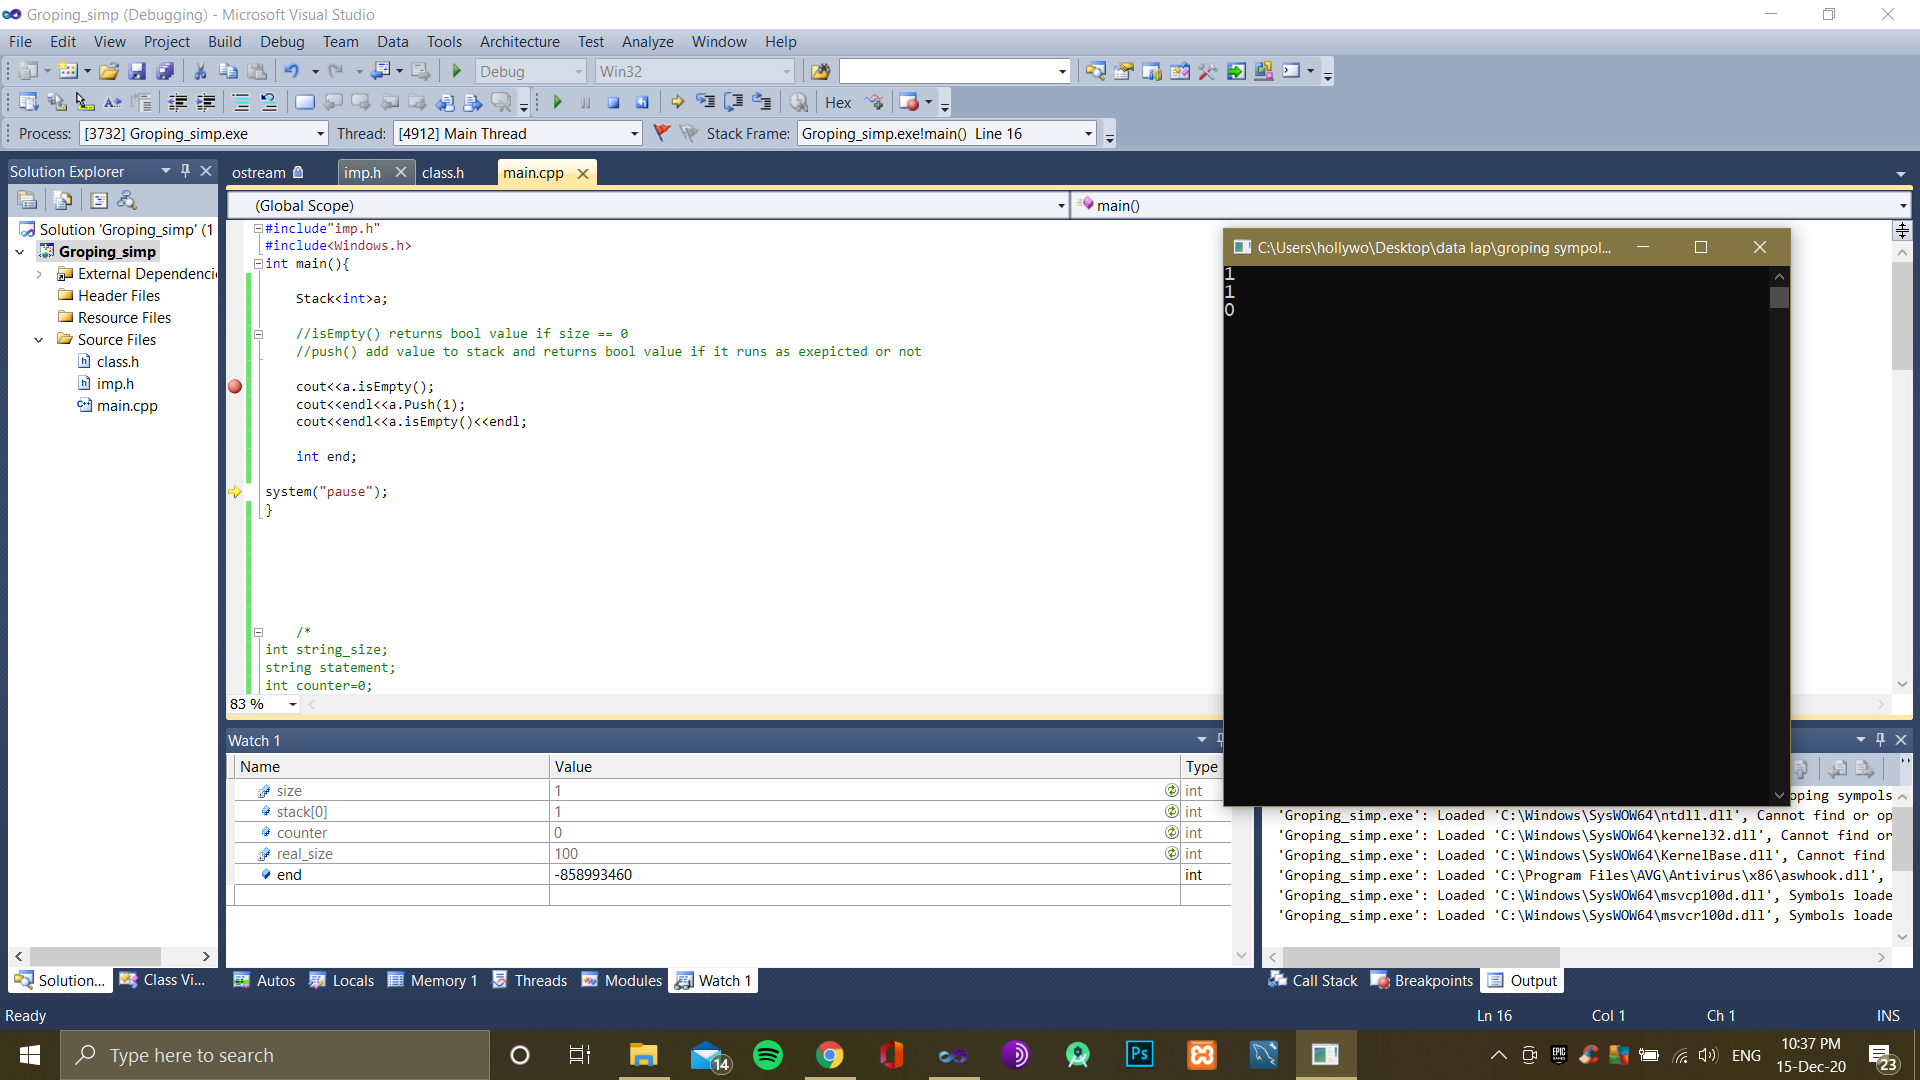 Groping_simp (Debugging) - Microsoft Visual Studio
File Edit View Project Build Debug Team Data Tools Architecture Test Analyze Window Help
Debug Win32
Hex
Process: [3732] Groping_simp.exe Thread: [4912] Main Thread Stack Frame: Groping_simp.exe!main() Line 16
Solution Explorer
ostream imp.h class.h main.cpp
(Global Scope) main()
Solution 'Groping_simp' (1
Groping_simp
External Dependenci
Header Files
Resource Files
Source Files
class.h
imp.h
main.cpp
#include"imp.h"
#include<Windows.h>
int main(){
Stack<int>a;
//isEmpty() returns bool value if size == 0
//push() add value to stack and returns bool value if it runs as exepicted or not
cout<<a.isEmpty();
cout<<endl<<a.Push(1);
cout<<endl<<a.isEmpty()<<endl;
int end;
system("pause");
}
/*
int string_size;
string statement;
int counter=0;
83 %
C:\Users\hollywo\Desktop\data lap\groping sympol...
1
1
0
Watch 1
Name Value Type
size 1 int
stack[0] 1 int
counter 0 int
real_size 100 int
end -858993460 int
oping sympols
'Groping_simp.exe': Loaded 'C:\Windows\SysWOW64\ntdll.dll', Cannot find or op
'Groping_simp.exe': Loaded 'C:\Windows\SysWOW64\kernel32.dll', Cannot find or
'Groping_simp.exe': Loaded 'C:\Windows\SysWOW64\KernelBase.dll', Cannot find
'Groping_simp.exe': Loaded 'C:\Program Files\AVG\Antivirus\x86\aswhook.dll',
'Groping_simp.exe': Loaded 'C:\Windows\SysWOW64\msvcp100d.dll', Symbols loade
'Groping_simp.exe': Loaded 'C:\Windows\SysWOW64\msvcr100d.dll', Symbols loade
Solution... Class Vi... Autos Locals Memory 1 Threads Modules Watch 1 Call Stack Breakpoints Output
Ready Ln 16 Col 1 Ch 1 INS
Type here to search 14 Ps EPIC ENG 10:37 PM
15-Dec-20 23